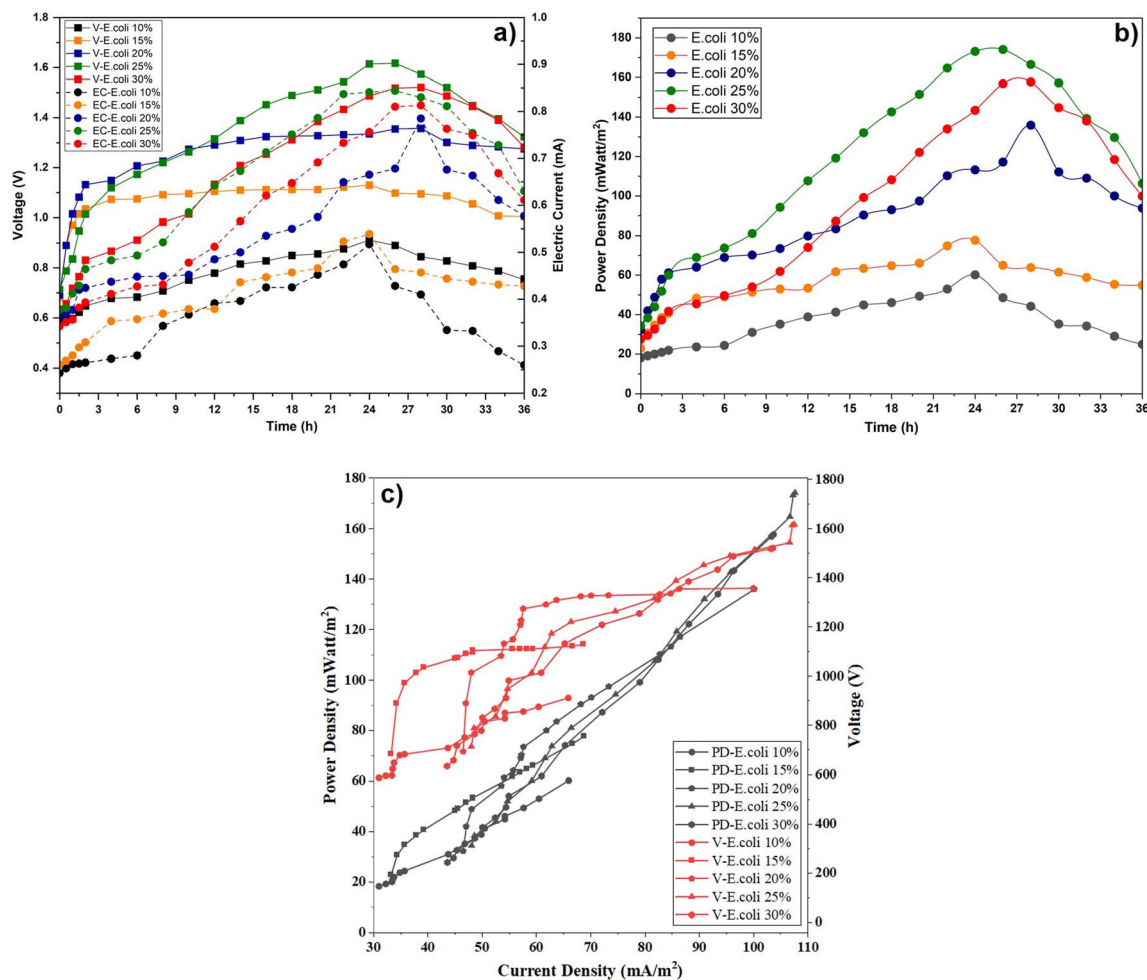 a)
V-E.coli 10%
V-E.coli 15%
V-E.coli 20%
V-E.coli 25%
V-E.coli 30%
EC-E.coli 10%
EC-E.coli 15%
EC-E.coli 20%
EC-E.coli 25%
EC-E.coli 30%
Voltage (V)
1.8
1.6
1.4
1.2
1.0
0.8
0.6
0.4
Electric Current (mA)
1.0
0.9
0.8
0.7
0.6
0.5
0.4
0.3
0.2
0 3 6 9 12 15 18 21 24 27 30 33 36
Time (h)
b)
E.coli 10%
E.coli 15%
E.coli 20%
E.coli 25%
E.coli 30%
Power Density (mWatt/m²)
180
160
140
120
100
80
60
40
20
0
0 3 6 9 12 15 18 21 24 27 30 33 36
Time (h)
c)
Power Density (mWatt/m²)
180
160
140
120
100
80
60
40
20
0
Voltage (V)
1800
1600
1400
1200
1000
800
600
400
200
0
PD-E.coli 10%
PD-E.coli 15%
PD-E.coli 20%
PD-E.coli 25%
PD-E.coli 30%
V-E.coli 10%
V-E.coli 15%
V-E.coli 20%
V-E.coli 25%
V-E.coli 30%
30 40 50 60 70 80 90 100 110
Current Density (mA/m²)